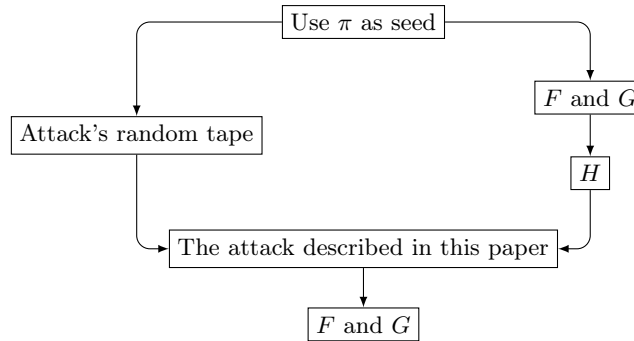 Use π as seed
F and G
Attack's random tape
H
The attack described in this paper
F and G